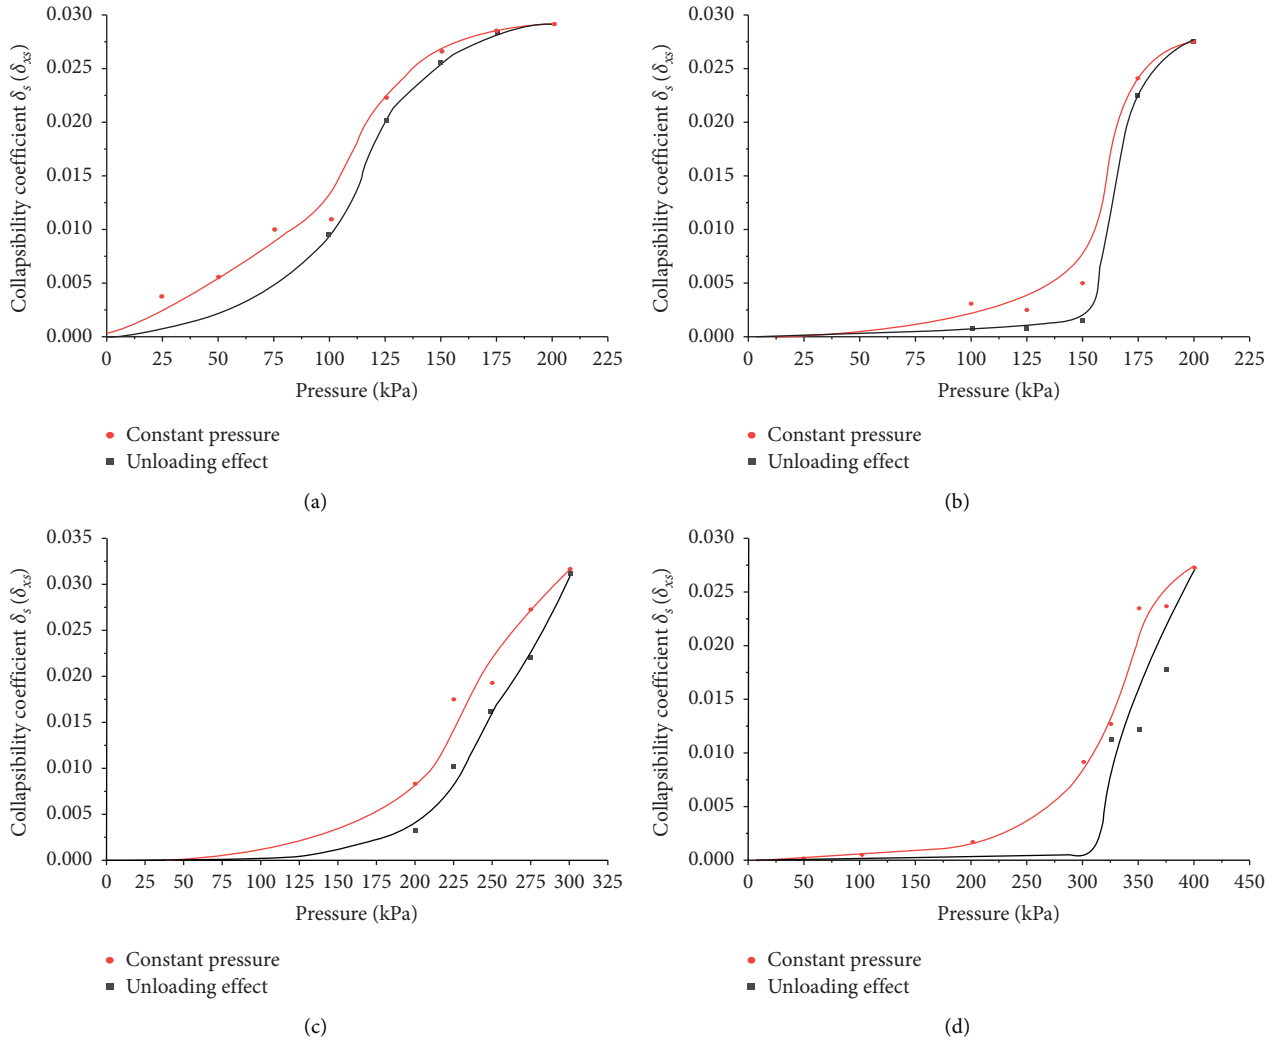 0.030
0.025
0.020
0.015
0.010
0.005
0.000
Collapsibility coefficient δs (δxs)
0 25 50 75 100 125 150 175 200 225
Pressure (kPa)
Constant pressure
Unloading effect
(a)
0.030
0.025
0.020
0.015
0.010
0.005
0.000
Collapsibility coefficient δs (δxs)
0 25 50 75 100 125 150 175 200 225
Pressure (kPa)
Constant pressure
Unloading effect
(b)
0.035
0.030
0.025
0.020
0.015
0.010
0.005
0.000
Collapsibility coefficient δs (δxs)
0 25 50 75 100 125 150 175 200 225 250 275 300 325
Pressure (kPa)
Constant pressure
Unloading effect
(c)
0.030
0.025
0.020
0.015
0.010
0.005
0.000
Collapsibility coefficient δs (δxs)
0 50 100 150 200 250 300 350 400 450
Pressure (kPa)
Constant pressure
Unloading effect
(d)